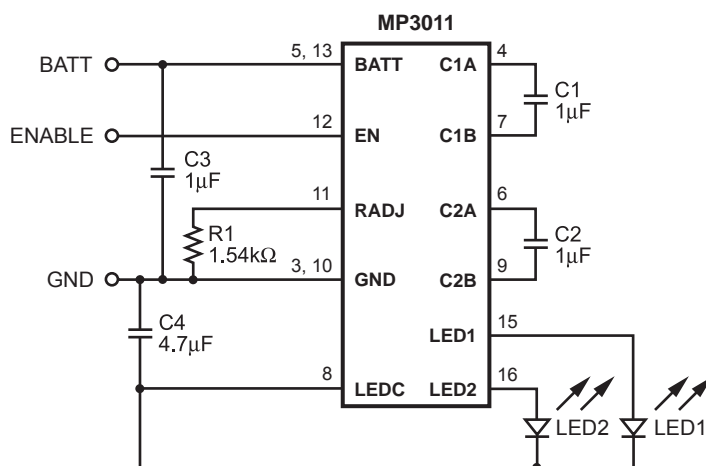 MP3011
5, 13
BATT
BATT
C1A
4
C1
1µF
ENABLE
12
EN
C1B
7
C3
1µF
11
RADJ
C2A
6
R1
1.54kΩ
C2
1µF
GND
3, 10
GND
C2B
9
C4
4.7µF
LED1
15
8
LEDC
LED2
16
LED2
LED1